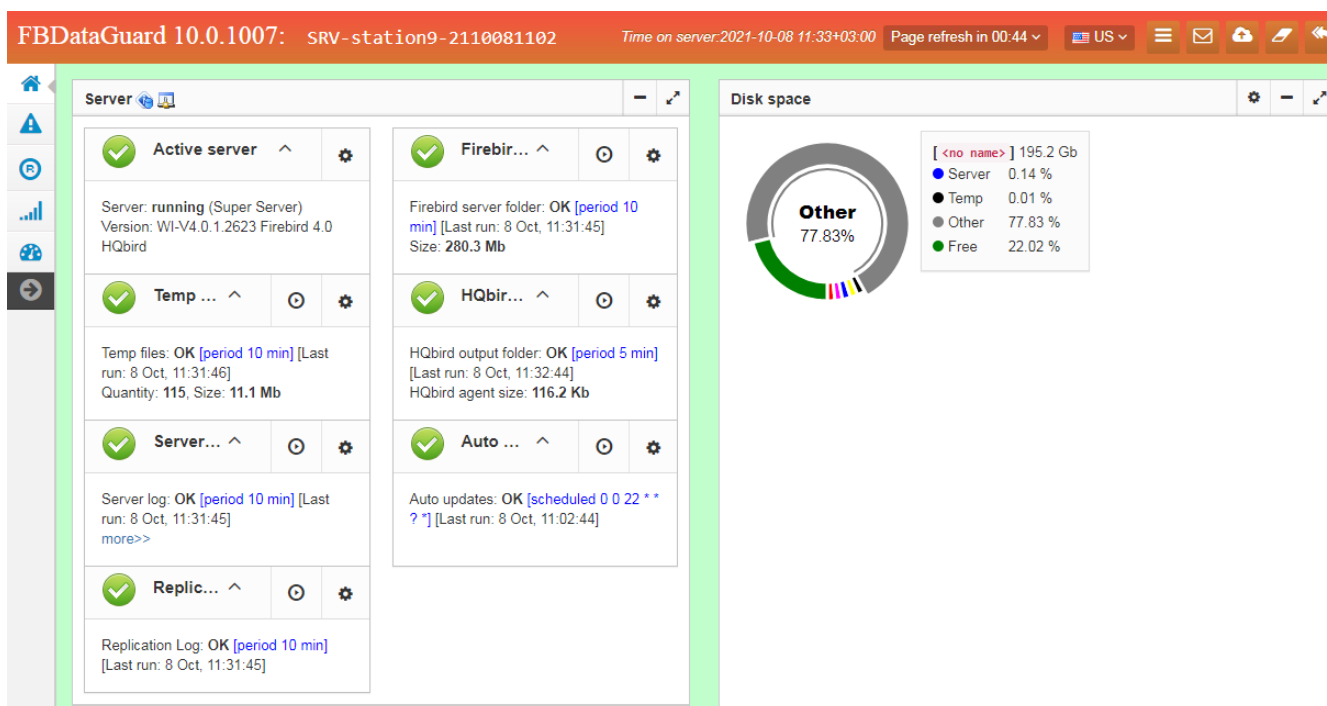 FBDataGuard 10.0.1007: SRV-station9-2110081102
Time on server:2021-10-08 11:33+03:00
Page refresh in 00:44
US
Server
Active server
Server: running (Super Server)
Version: WI-V4.0.1.2623 Firebird 4.0
HQbird
Firebir...
Firebird server folder: OK [period 10
min] [Last run: 8 Oct, 11:31:45]
Size: 280.3 Mb
Temp ...
Temp files: OK [period 10 min] [Last
run: 8 Oct, 11:31:46]
Quantity: 115, Size: 11.1 Mb
HQbir...
HQbird output folder: OK [period 5 min]
[Last run: 8 Oct, 11:32:44]
HQbird agent size: 116.2 Kb
Server...
Server log: OK [period 10 min] [Last
run: 8 Oct, 11:31:45]
more>>
Auto ...
Auto updates: OK [scheduled 0 0 22 * *
? *] [Last run: 8 Oct, 11:02:44]
Replic...
Replication Log: OK [period 10 min]
[Last run: 8 Oct, 11:31:45]
Disk space
Other
77.83%
[ <no name> ] 195.2 Gb
Server 0.14 %
Temp 0.01 %
Other 77.83 %
Free 22.02 %